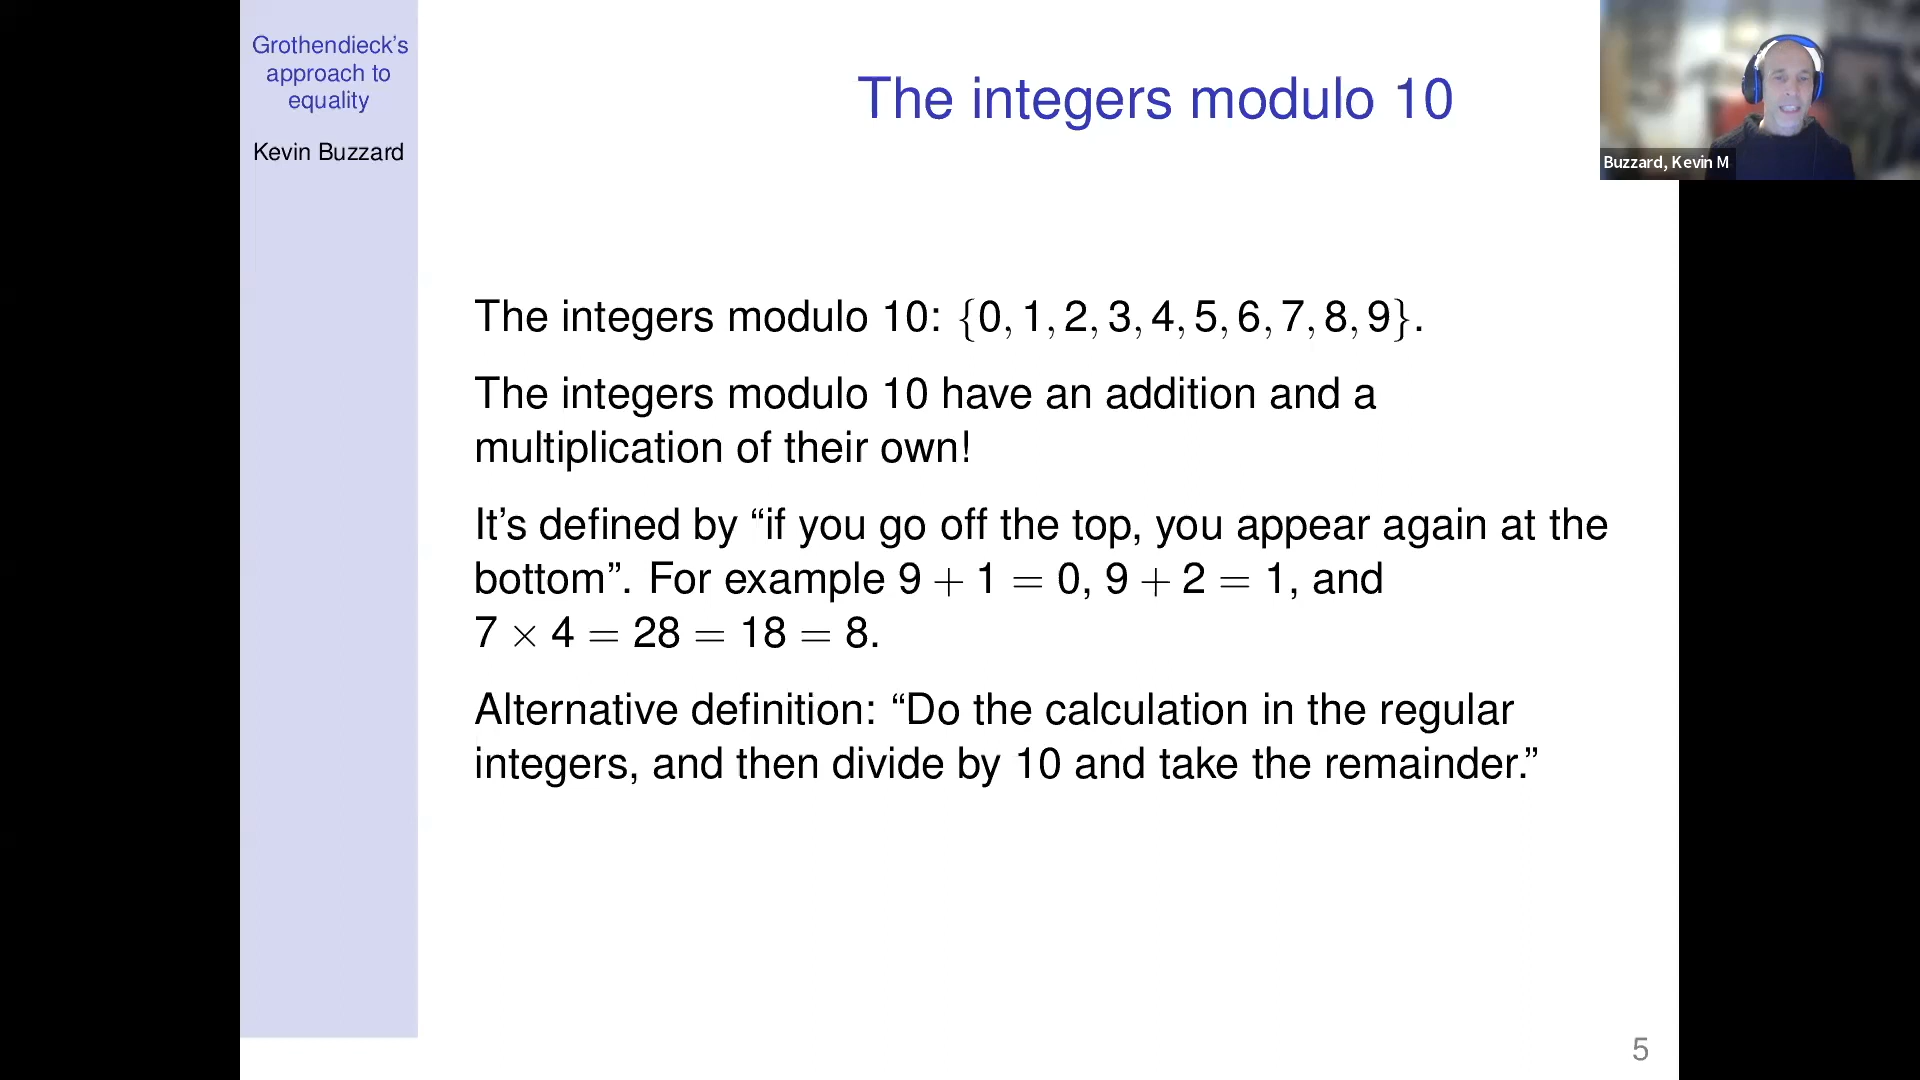 Grothendieck’s
approach to
equality
Kevin Buzzard
The integers modulo 10
Buzzard, Kevin M
The integers modulo 10: {0, 1, 2, 3, 4, 5, 6, 7, 8, 9}.
The integers modulo 10 have an addition and a
multiplication of their own!
It’s defined by “if you go off the top, you appear again at the
bottom”. For example 9 + 1 = 0, 9 + 2 = 1, and
7 × 4 = 28 = 18 = 8.
Alternative definition: “Do the calculation in the regular
integers, and then divide by 10 and take the remainder.”
5